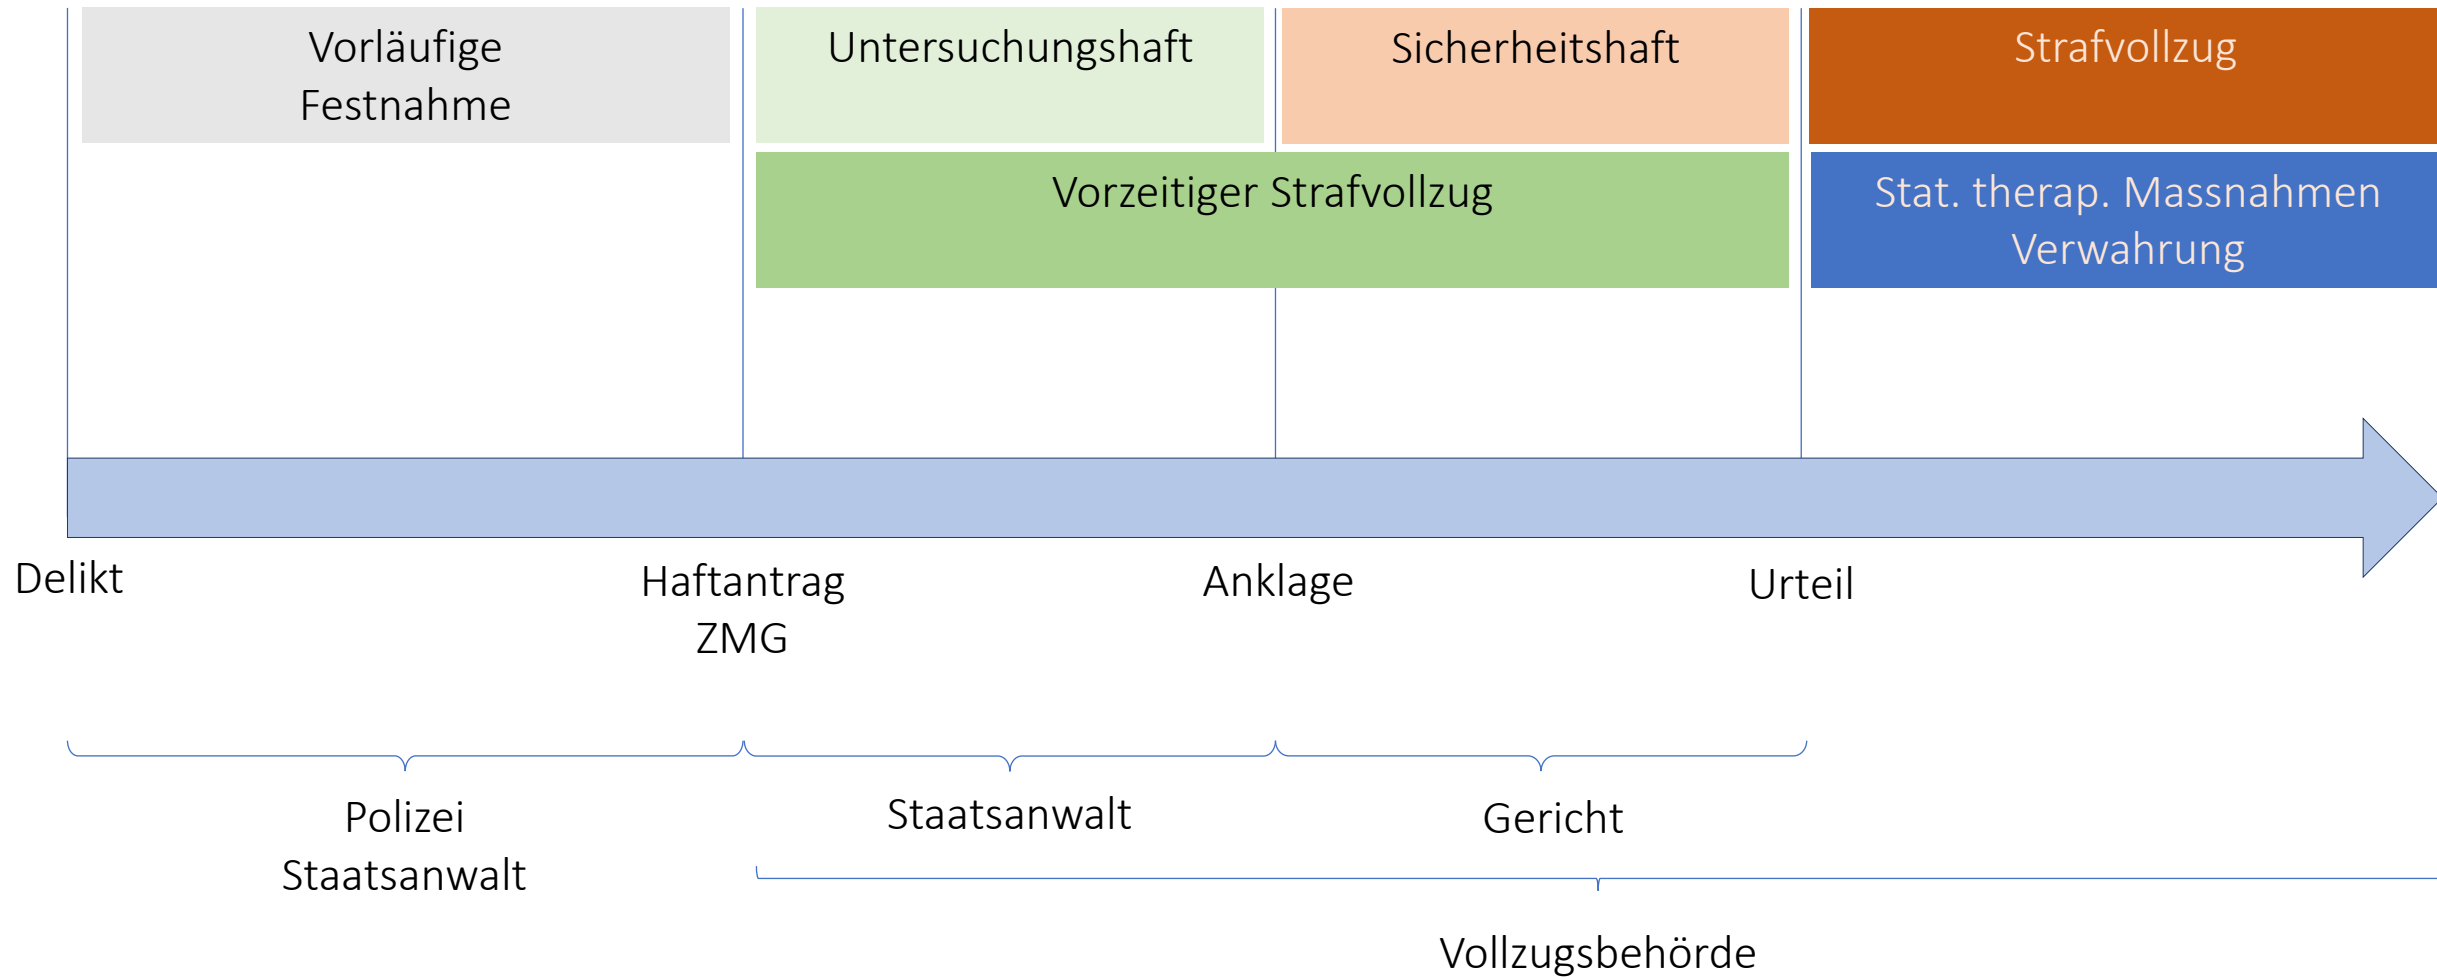 Vorläufige
Festnahme
Untersuchungshaft
Sicherheitshaft
Strafvollzug
Vorzeitiger Strafvollzug
Stat. therap. Massnahmen
Verwahrung
Delikt
Haftantrag
ZMG
Anklage
Urteil
Polizei
Staatsanwalt
Staatsanwalt
Gericht
Vollzugsbehörde